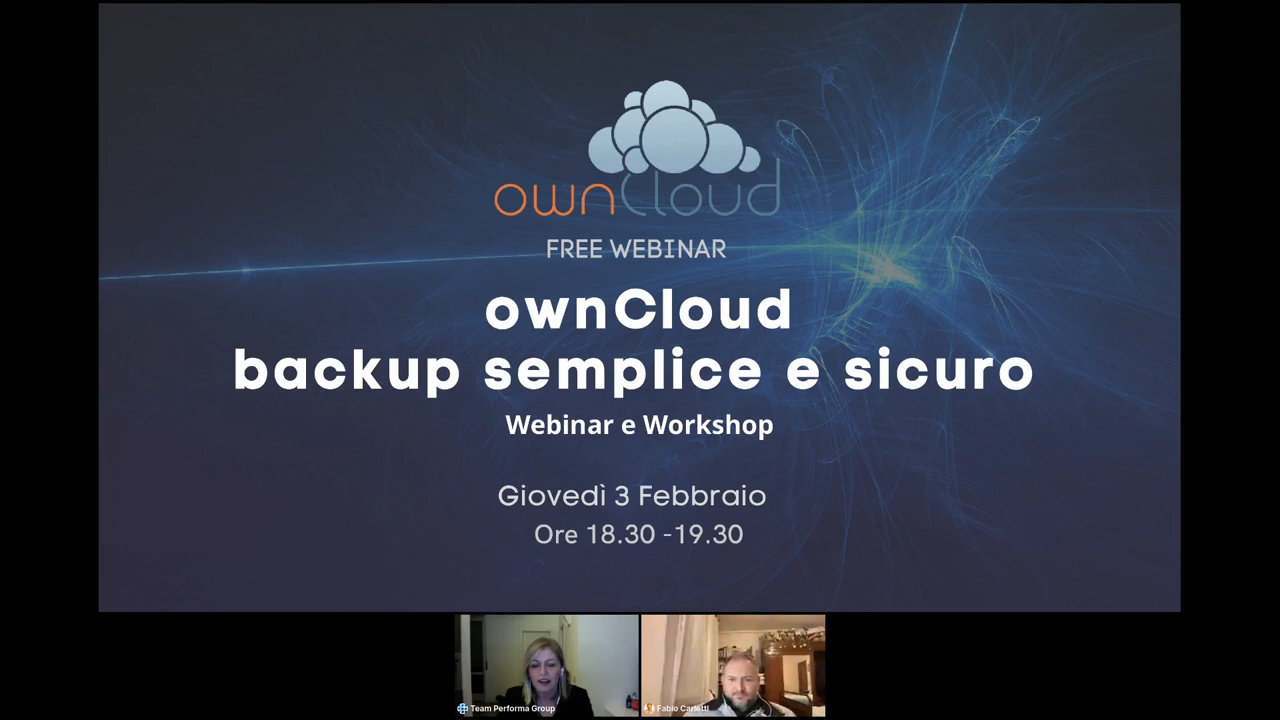 ownCloud
FREE WEBINAR
ownCloud
backup semplice e sicuro
Webinar e Workshop
Giovedì 3 Febbraio
Ore 18.30 -19.30
Team Performa Group
Fabio Carletti